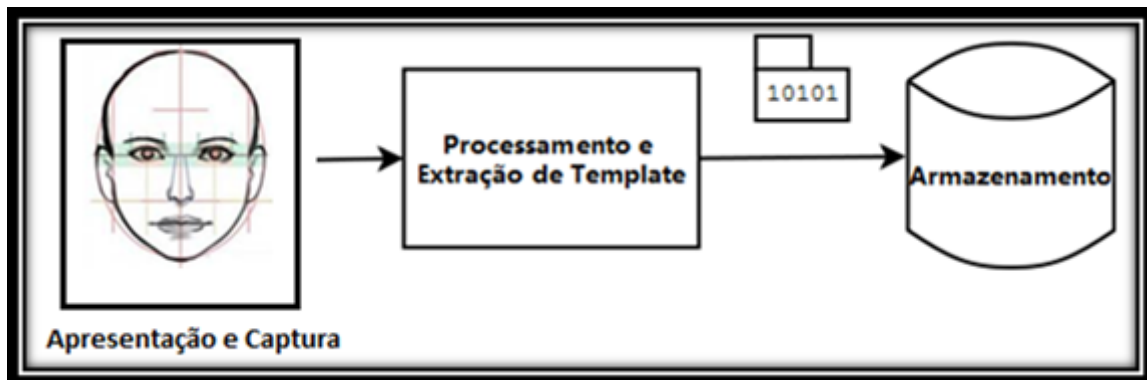 10101
Processamento e
Extração de Template
Armazenamento
Apresentação e Captura